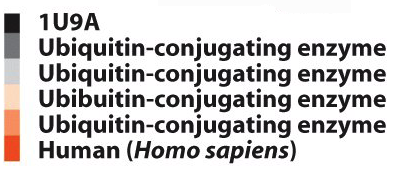 1U9A
Ubiquitin-conjugating enzyme
Ubiquitin-conjugating enzyme
Ubibuitin-conjugating enzyme
Ubiquitin-conjugating enzyme
Human (Homo sapiens)